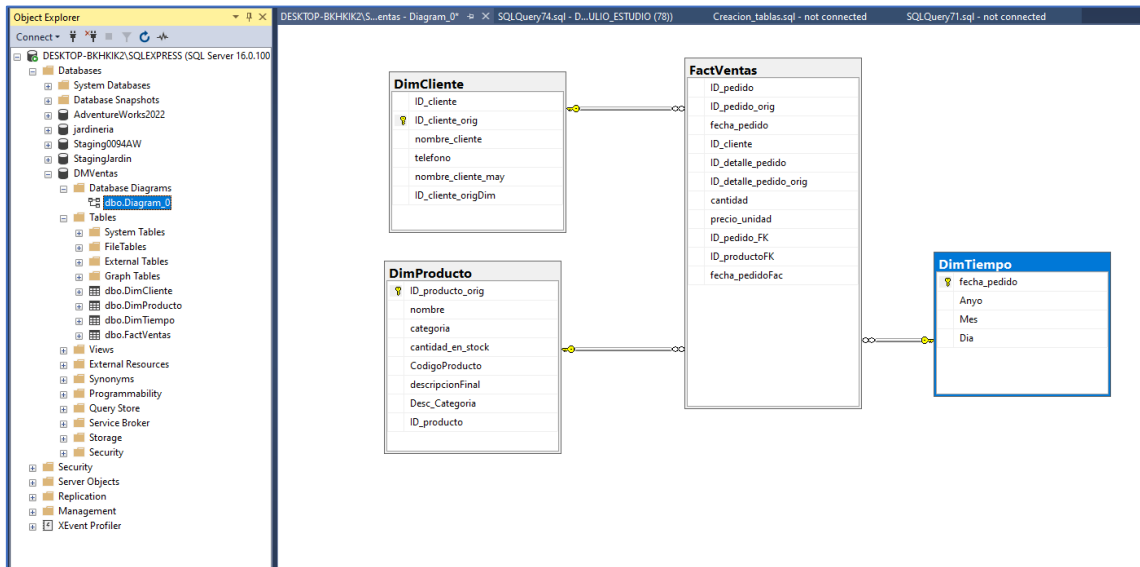 Object Explorer
Connect
DESKTOP-BKHKIK2\SQLEXPRESS (SQL Server 16.0.100
Databases
System Databases
Database Snapshots
AdventureWorks2022
jardineria
Staging0094AW
StagingJardin
DMVentas
Database Diagrams
dbo.Diagram_0
Tables
System Tables
FileTables
External Tables
Graph Tables
dbo.DimCliente
dbo.DimProducto
dbo.DimTiempo
dbo.FactVentas
Views
External Resources
Synonyms
Programmability
Query Store
Service Broker
Storage
Security
Security
Server Objects
Replication
Management
XEvent Profiler
DESKTOP-BKHKIK2\S...entas - Diagram_0*
SQLQuery74.sql - D...ULIO_ESTUDIO (78))
Creacion_tablas.sql - not connected
SQLQuery71.sql - not connected
DimCliente
ID_cliente
ID_cliente_orig
nombre_cliente
telefono
nombre_cliente_may
ID_cliente_origDim
DimProducto
ID_producto_orig
nombre
categoria
cantidad_en_stock
CodigoProducto
descripcionFinal
Desc_Categoria
ID_producto
FactVentas
ID_pedido
ID_pedido_orig
fecha_pedido
ID_cliente
ID_detalle_pedido
ID_detalle_pedido_orig
cantidad
precio_unidad
ID_pedido_FK
ID_productoFK
fecha_pedidoFac
DimTiempo
fecha_pedido
Anyo
Mes
Dia